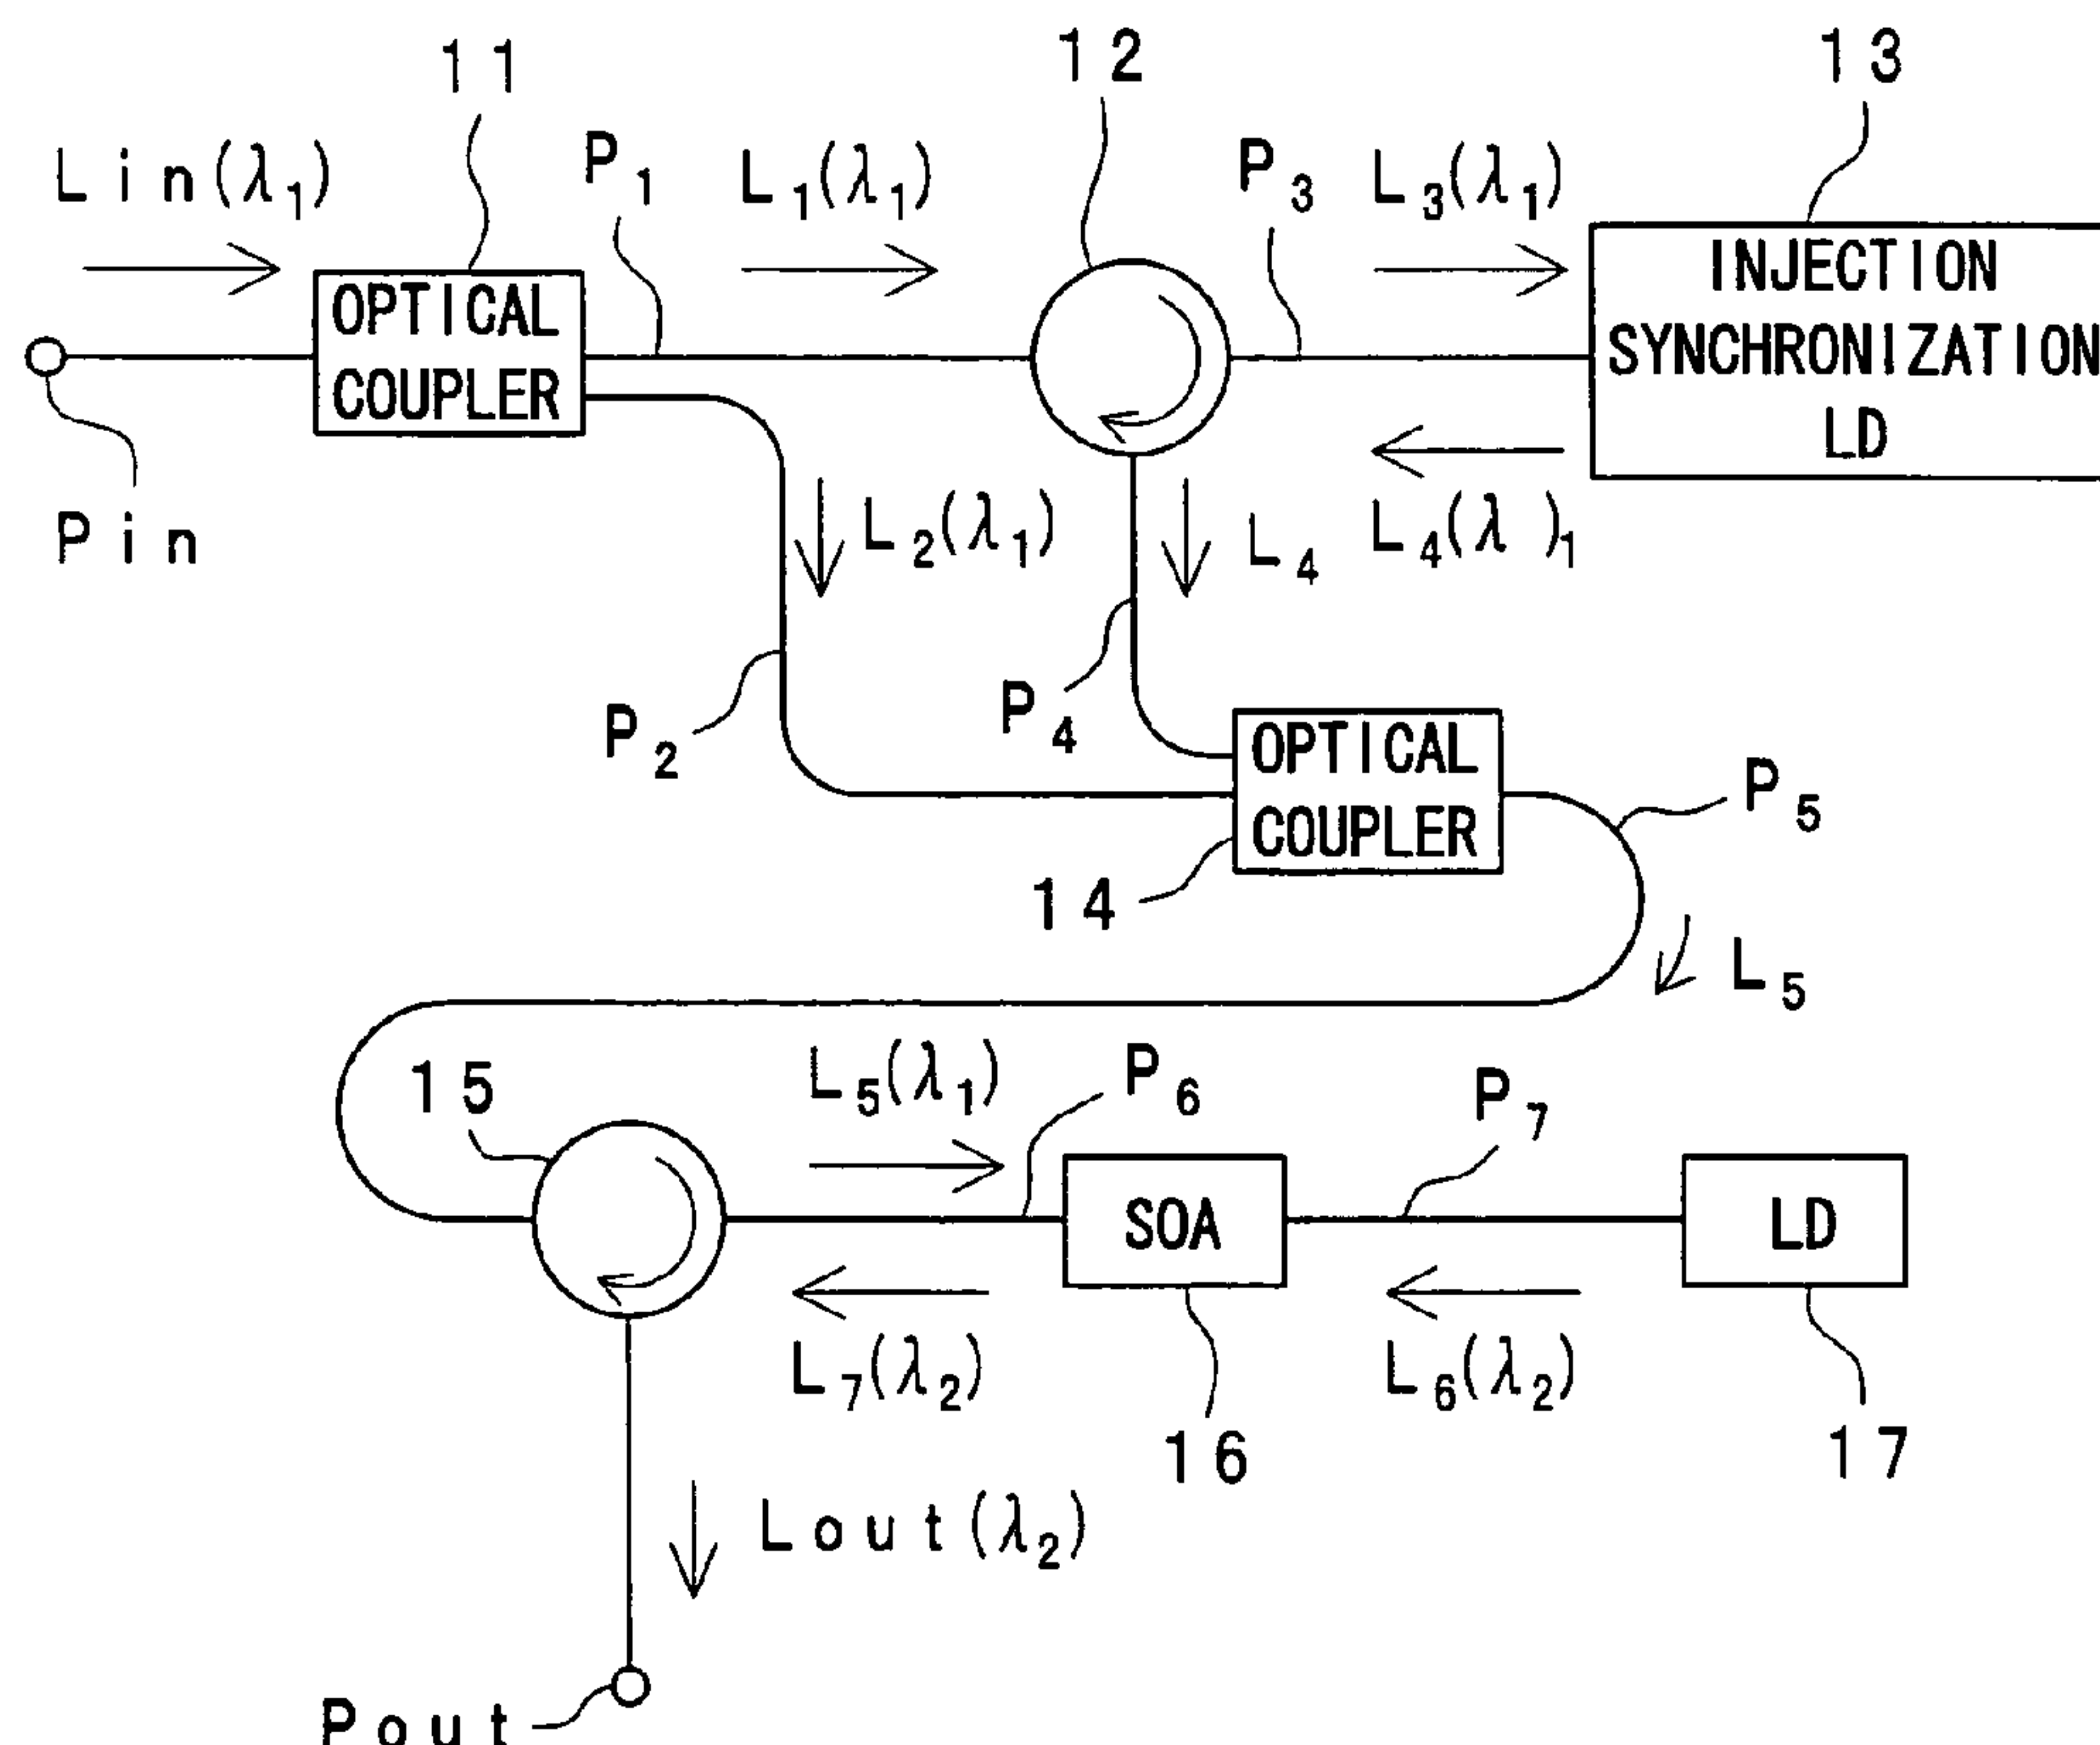 11
12
13
Lin(λ1)
P1
L1(λ1)
P3
L3(λ1)
OPTICAL
COUPLER
INJECTION
SYNCHRONIZATION
LD
Pin
L2(λ1)
L4
L4(λ )1
P2
P4
OPTICAL
COUPLER
P5
14
L5
15
L5(λ1)
P6
P7
SOA
LD
L7(λ2)
L6(λ2)
16
17
Lout(λ2)
Pout